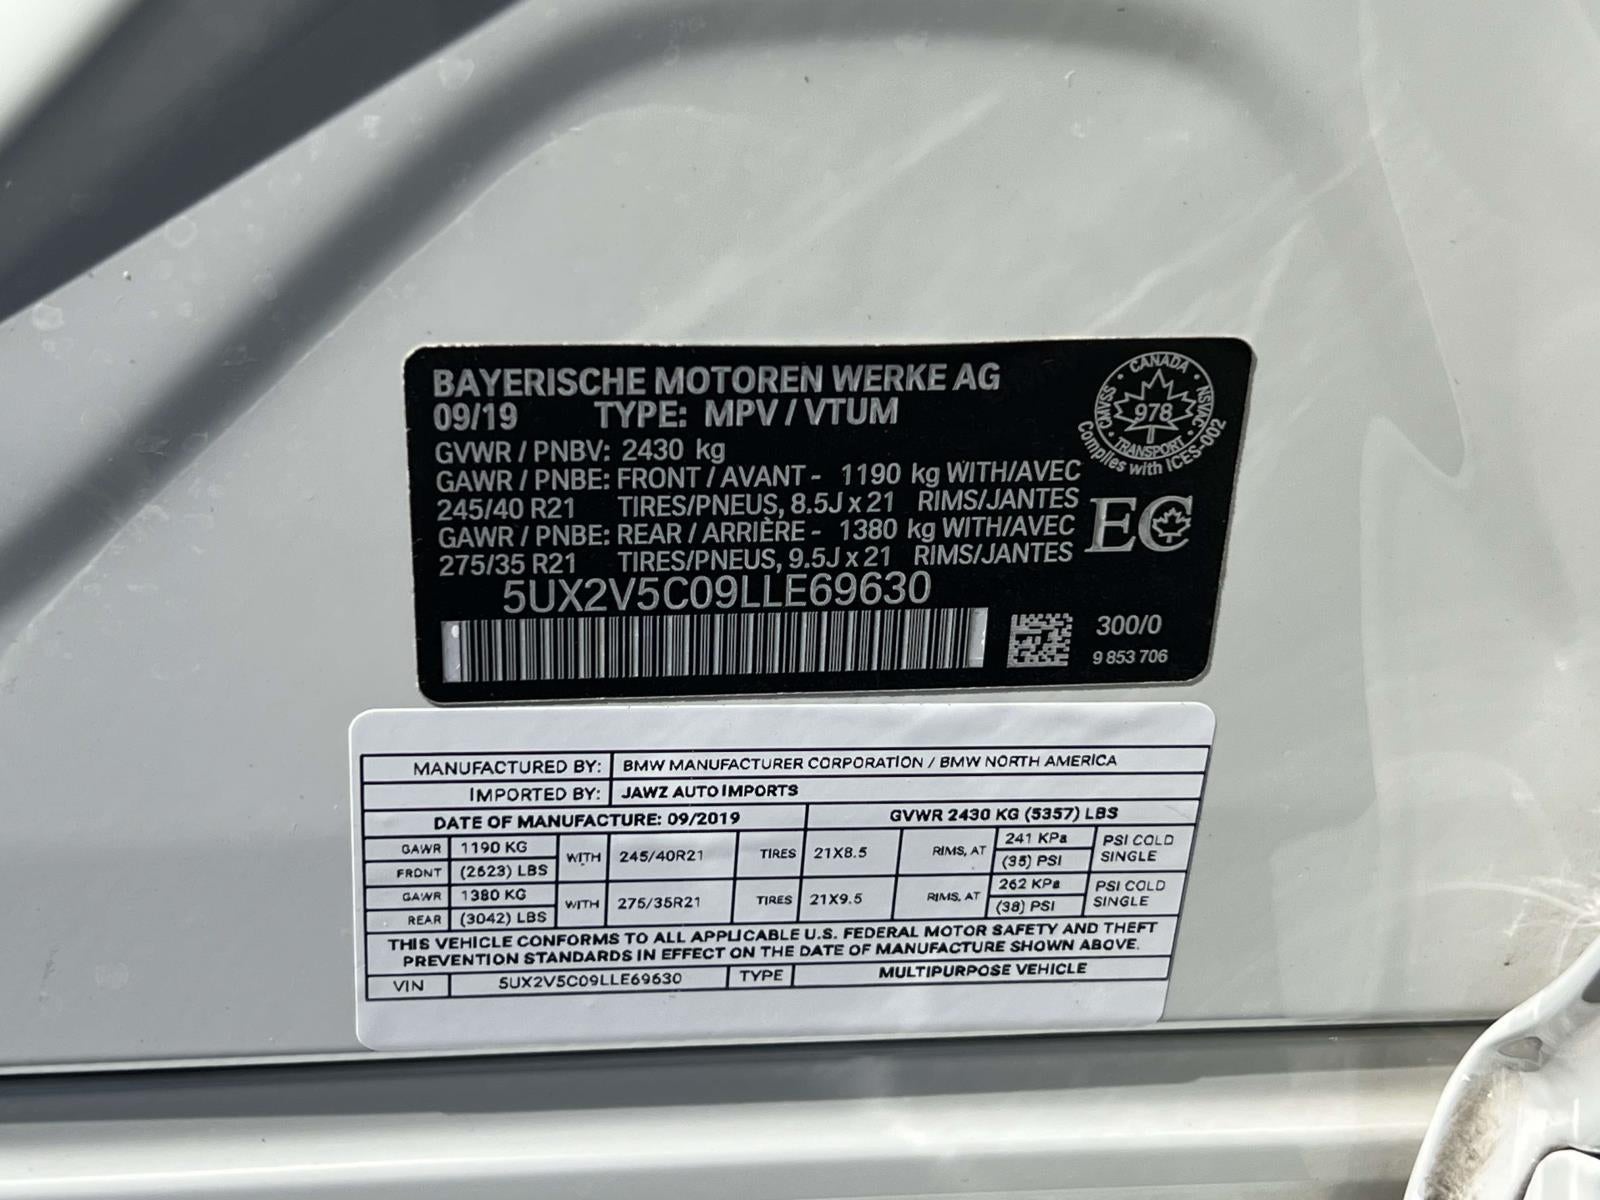 BAYERISCHE MOTOREN WERKE AG
09/19 TYPE: MPV / VTUM
GVWR / PNBV: 2430 kg
GAWR / PNBE: FRONT / AVANT - 1190 kg WITH/AVEC
245/40 R21 TIRES/PNEUS, 8.5J x 21 RIMS/JANTES
GAWR / PNBE: REAR / ARRIÈRE - 1380 kg WITH/AVEC
275/35 R21 TIRES/PNEUS, 9.5J x 21 RIMS/JANTES
5UX2V5C09LLE69630
CANADA
CMVSS
NSVAC
978
TRANSPORT
Complies with ICES-002
EC
300/0
9 853 706
MANUFACTURED BY: BMW MANUFACTURER CORPORATION / BMW NORTH AMERICA
IMPORTED BY: JAWZ AUTO IMPORTS
DATE OF MANUFACTURE: 09/2019 GVWR 2430 KG (5357) LBS
GAWR FRONT 1190 KG (2623) LBS WITH 245/40R21 TIRES 21X8.5 RIMS, AT 241 KPa (35) PSI PSI COLD SINGLE
GAWR REAR 1380 KG (3042) LBS WITH 275/35R21 TIRES 21X9.5 RIMS, AT 262 KPa (38) PSI PSI COLD SINGLE
THIS VEHICLE CONFORMS TO ALL APPLICABLE U.S. FEDERAL MOTOR SAFETY AND THEFT
PREVENTION STANDARDS IN EFFECT ON THE DATE OF MANUFACTURE SHOWN ABOVE.
VIN 5UX2V5C09LLE69630 TYPE MULTIPURPOSE VEHICLE